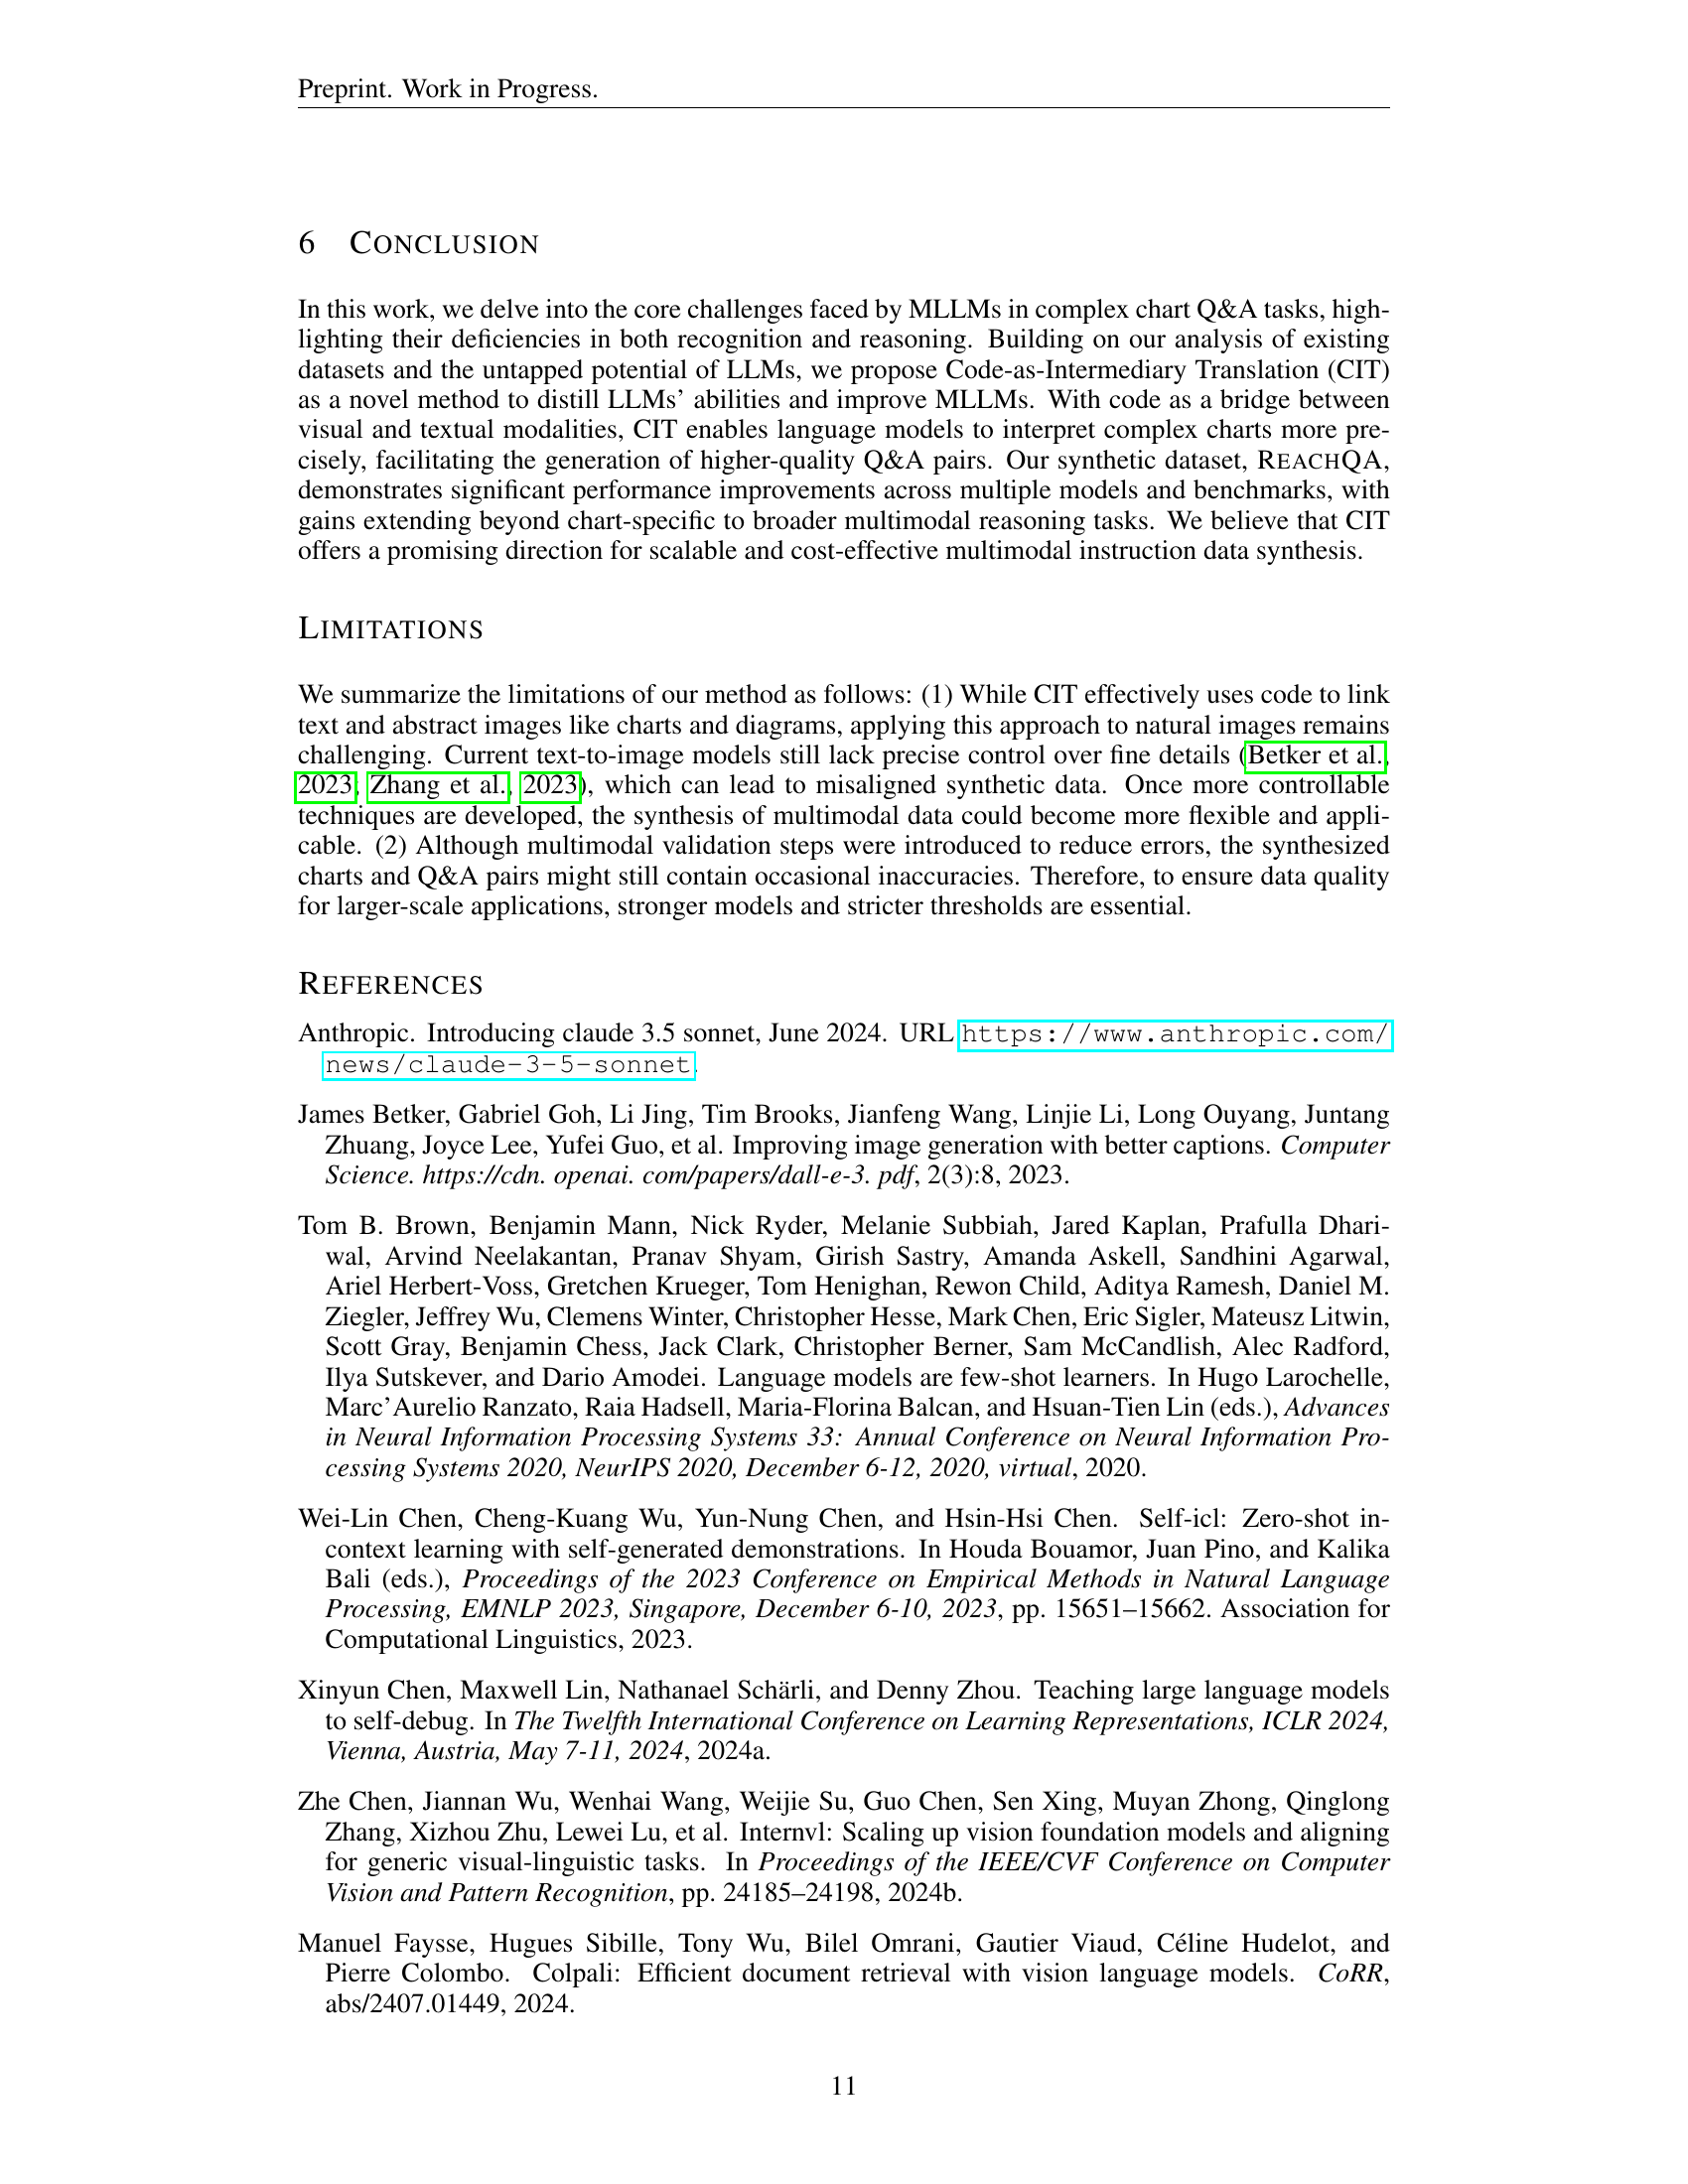 Preprint. Work in Progress.
6 CONCLUSION
In this work, we delve into the core challenges faced by MLLMs in complex chart Q&A tasks, high-
lighting their deficiencies in both recognition and reasoning. Building on our analysis of existing
datasets and the untapped potential of LLMs, we propose Code-as-Intermediary Translation (CIT)
as a novel method to distill LLMs’ abilities and improve MLLMs. With code as a bridge between
visual and textual modalities, CIT enables language models to interpret complex charts more pre-
cisely, facilitating the generation of higher-quality Q&A pairs. Our synthetic dataset, REACHQA,
demonstrates significant performance improvements across multiple models and benchmarks, with
gains extending beyond chart-specific to broader multimodal reasoning tasks. We believe that CIT
offers a promising direction for scalable and cost-effective multimodal instruction data synthesis.
LIMITATIONS
We summarize the limitations of our method as follows: (1) While CIT effectively uses code to link
text and abstract images like charts and diagrams, applying this approach to natural images remains
challenging. Current text-to-image models still lack precise control over fine details (Betker et al.,
2023; Zhang et al., 2023), which can lead to misaligned synthetic data. Once more controllable
techniques are developed, the synthesis of multimodal data could become more flexible and appli-
cable. (2) Although multimodal validation steps were introduced to reduce errors, the synthesized
charts and Q&A pairs might still contain occasional inaccuracies. Therefore, to ensure data quality
for larger-scale applications, stronger models and stricter thresholds are essential.
REFERENCES
Anthropic. Introducing claude 3.5 sonnet, June 2024. URL https://www.anthropic.com/
news/claude-3-5-sonnet.
James Betker, Gabriel Goh, Li Jing, Tim Brooks, Jianfeng Wang, Linjie Li, Long Ouyang, Juntang
Zhuang, Joyce Lee, Yufei Guo, et al. Improving image generation with better captions. Computer
Science. https://cdn. openai. com/papers/dall-e-3. pdf, 2(3):8, 2023.
Tom B. Brown, Benjamin Mann, Nick Ryder, Melanie Subbiah, Jared Kaplan, Prafulla Dhari-
wal, Arvind Neelakantan, Pranav Shyam, Girish Sastry, Amanda Askell, Sandhini Agarwal,
Ariel Herbert-Voss, Gretchen Krueger, Tom Henighan, Rewon Child, Aditya Ramesh, Daniel M.
Ziegler, Jeffrey Wu, Clemens Winter, Christopher Hesse, Mark Chen, Eric Sigler, Mateusz Litwin,
Scott Gray, Benjamin Chess, Jack Clark, Christopher Berner, Sam McCandlish, Alec Radford,
Ilya Sutskever, and Dario Amodei. Language models are few-shot learners. In Hugo Larochelle,
Marc’Aurelio Ranzato, Raia Hadsell, Maria-Florina Balcan, and Hsuan-Tien Lin (eds.), Advances
in Neural Information Processing Systems 33: Annual Conference on Neural Information Pro-
cessing Systems 2020, NeurIPS 2020, December 6-12, 2020, virtual, 2020.
Wei-Lin Chen, Cheng-Kuang Wu, Yun-Nung Chen, and Hsin-Hsi Chen. Self-icl: Zero-shot in-
context learning with self-generated demonstrations. In Houda Bouamor, Juan Pino, and Kalika
Bali (eds.), Proceedings of the 2023 Conference on Empirical Methods in Natural Language
Processing, EMNLP 2023, Singapore, December 6-10, 2023, pp. 15651–15662. Association for
Computational Linguistics, 2023.
Xinyun Chen, Maxwell Lin, Nathanael Schärli, and Denny Zhou. Teaching large language models
to self-debug. In The Twelfth International Conference on Learning Representations, ICLR 2024,
Vienna, Austria, May 7-11, 2024, 2024a.
Zhe Chen, Jiannan Wu, Wenhai Wang, Weijie Su, Guo Chen, Sen Xing, Muyan Zhong, Qinglong
Zhang, Xizhou Zhu, Lewei Lu, et al. Internvl: Scaling up vision foundation models and aligning
for generic visual-linguistic tasks. In Proceedings of the IEEE/CVF Conference on Computer
Vision and Pattern Recognition, pp. 24185–24198, 2024b.
Manuel Faysse, Hugues Sibille, Tony Wu, Bilel Omrani, Gautier Viaud, Céline Hudelot, and
Pierre Colombo. Colpali: Efficient document retrieval with vision language models. CoRR,
abs/2407.01449, 2024.
11